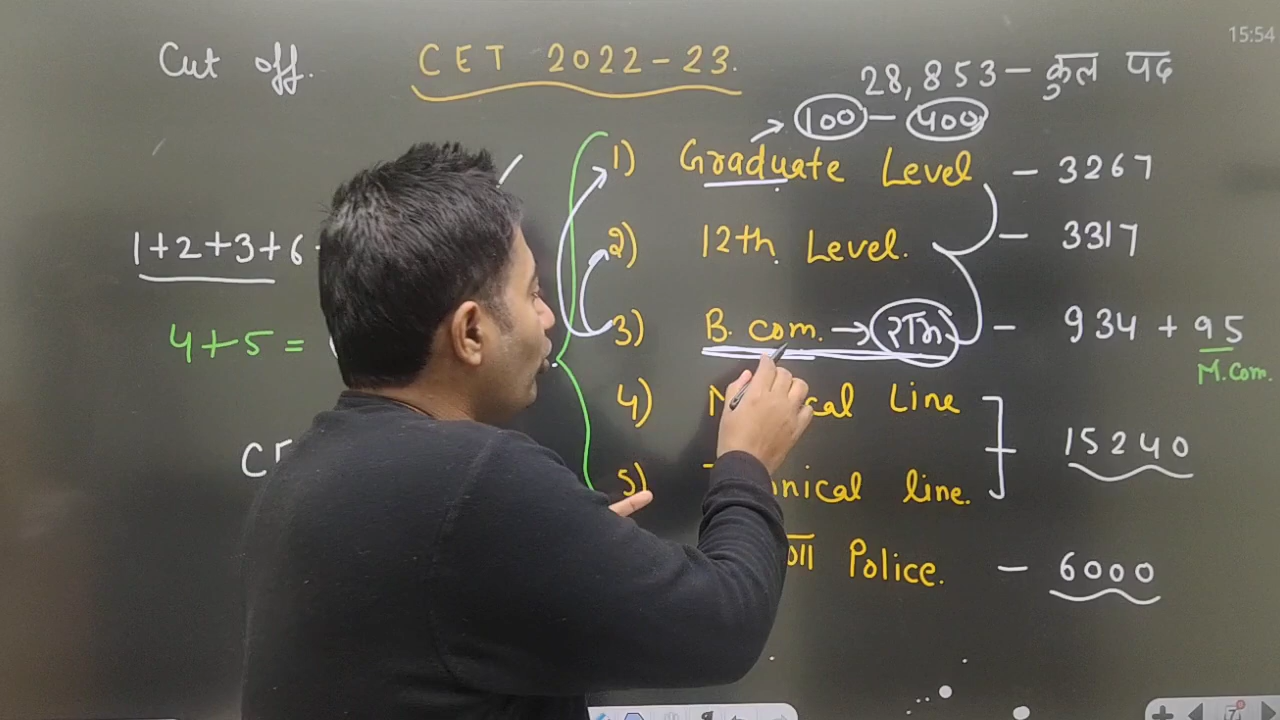 15:54
Cut off. CET 2022-23.
28,853 - कुल पद
100 - 400
1) Graduate Level - 3267
1+2+3+6
2) 12th Level. - 3317
4+5 =
3) B. com. → - 934 + 95
M. Com.
4) Line
15240
5) line.
Police. - 6000